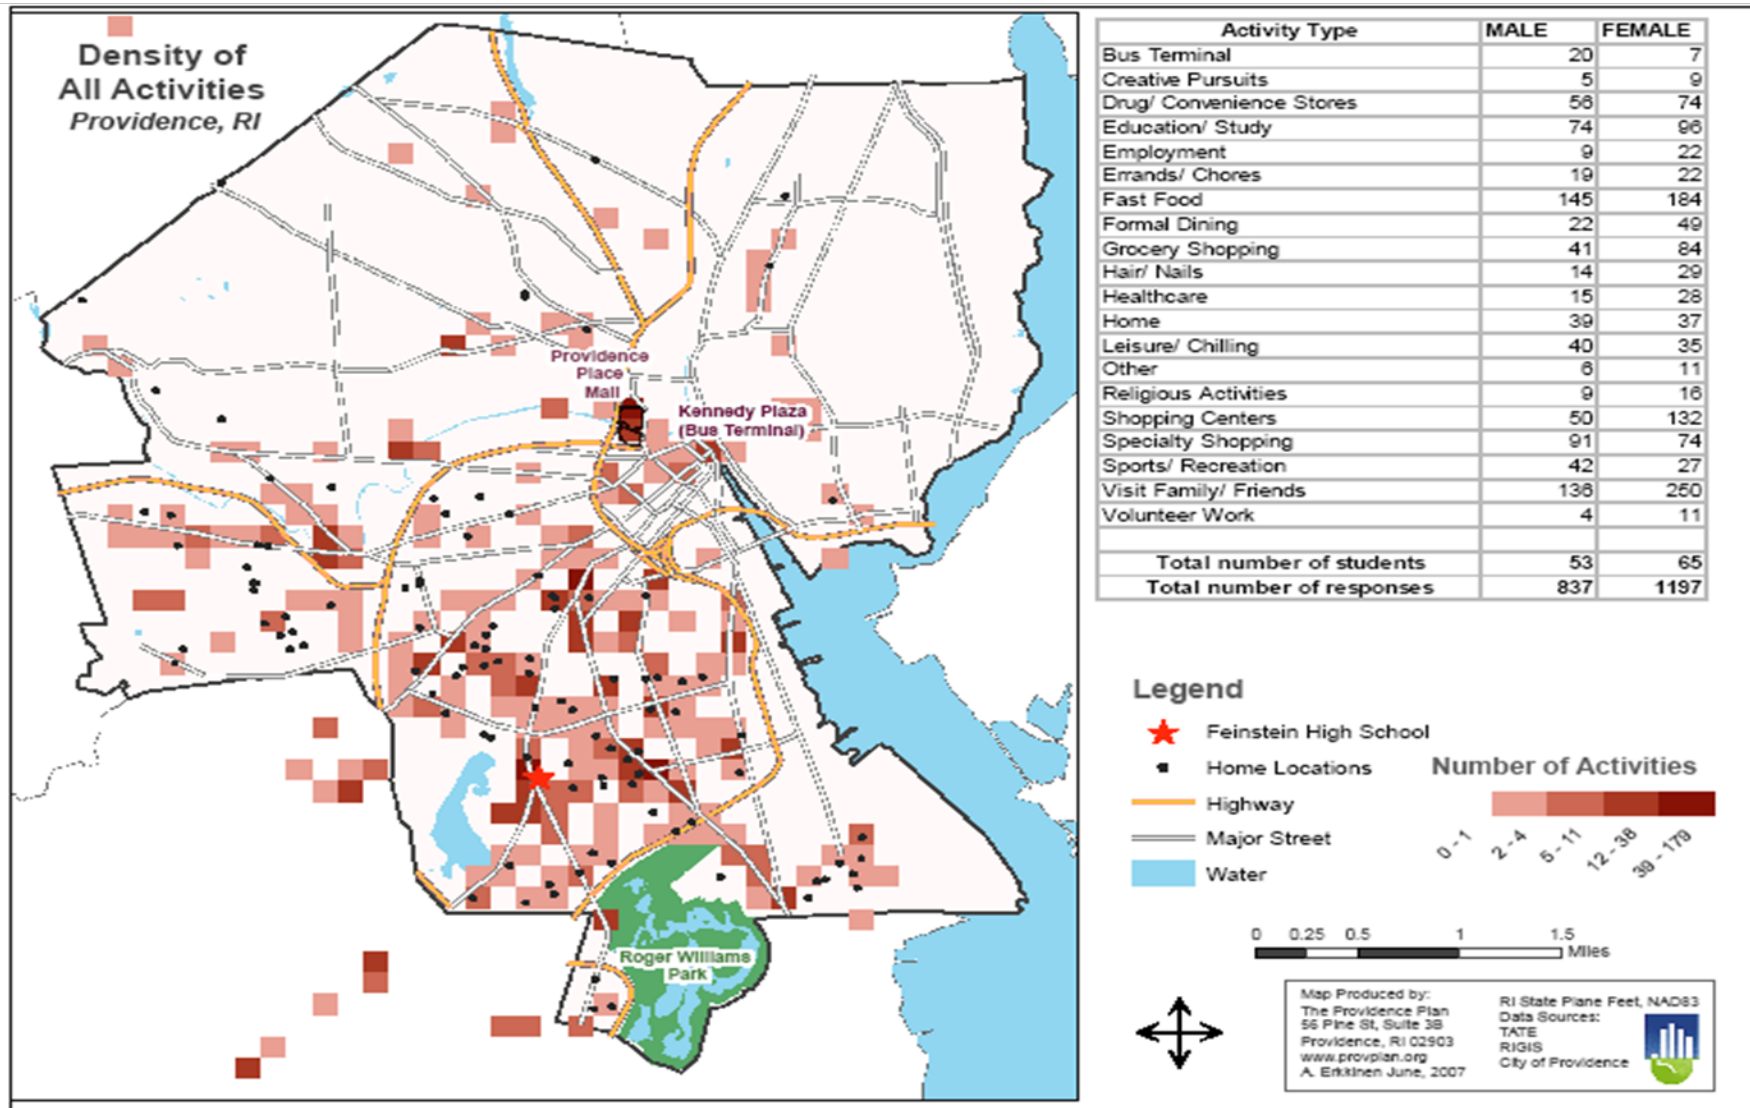 Density of
All Activities
Providence, RI
Providence
Place
Mall
Kennedy Plaza
(Bus Terminal)
Roger Williams
Park
Activity Type MALE FEMALE
Bus Terminal 20 7
Creative Pursuits 5 9
Drug/ Convenience Stores 56 74
Education/ Study 74 96
Employment 9 22
Errands/ Chores 19 22
Fast Food 145 184
Formal Dining 22 49
Grocery Shopping 41 84
Hair/ Nails 14 29
Healthcare 15 28
Home 39 37
Leisure/ Chilling 40 35
Other 6 11
Religious Activities 9 16
Shopping Centers 50 132
Specialty Shopping 91 74
Sports/ Recreation 42 27
Visit Family/ Friends 136 250
Volunteer Work 4 11
Total number of students 53 65
Total number of responses 837 1197
Legend
Feinstein High School
Home Locations
Highway
Major Street
Water
Number of Activities
0 - 1
2 - 4
5 - 11
12 - 38
39 - 179
0 0.25 0.5 1 1.5
Miles
Map Produced by:
The Providence Plan
56 Pine St, Suite 3B
Providence, RI 02903
www.provplan.org
A. Erkkinen June, 2007
RI State Plane Feet, NAD83
Data Sources:
TATE
RIGIS
City of Providence